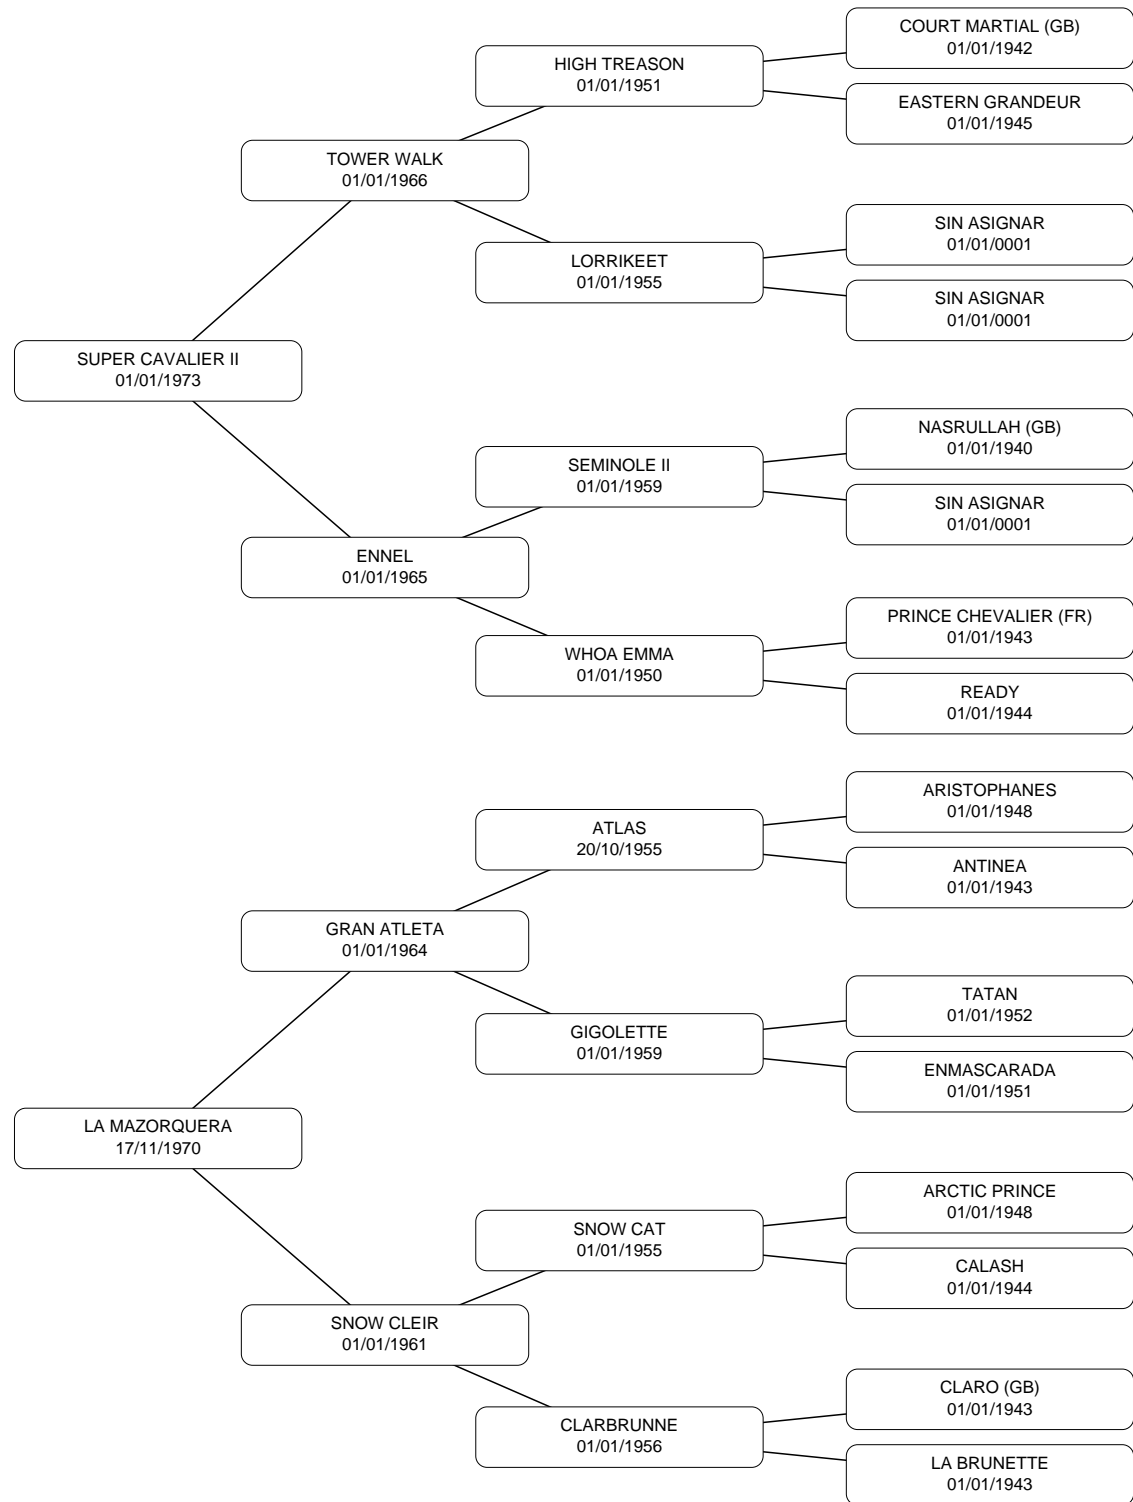 COURT MARTIAL (GB)
01/01/1942
HIGH TREASON
01/01/1951
EASTERN GRANDEUR
01/01/1945
TOWER WALK
01/01/1966
SIN ASIGNAR
01/01/0001
LORRIKEET
01/01/1955
SIN ASIGNAR
01/01/0001
SUPER CAVALIER II
01/01/1973
NASRULLAH (GB)
01/01/1940
SEMINOLE II
01/01/1959
SIN ASIGNAR
01/01/0001
ENNEL
01/01/1965
PRINCE CHEVALIER (FR)
01/01/1943
WHOA EMMA
01/01/1950
READY
01/01/1944
ARISTOPHANES
01/01/1948
ATLAS
20/10/1955
ANTINEA
01/01/1943
GRAN ATLETA
01/01/1964
TATAN
01/01/1952
GIGOLETTE
01/01/1959
ENMASCARADA
01/01/1951
LA MAZORQUERA
17/11/1970
ARCTIC PRINCE
01/01/1948
SNOW CAT
01/01/1955
CALASH
01/01/1944
SNOW CLEIR
01/01/1961
CLARO (GB)
01/01/1943
CLARBRUNNE
01/01/1956
LA BRUNETTE
01/01/1943